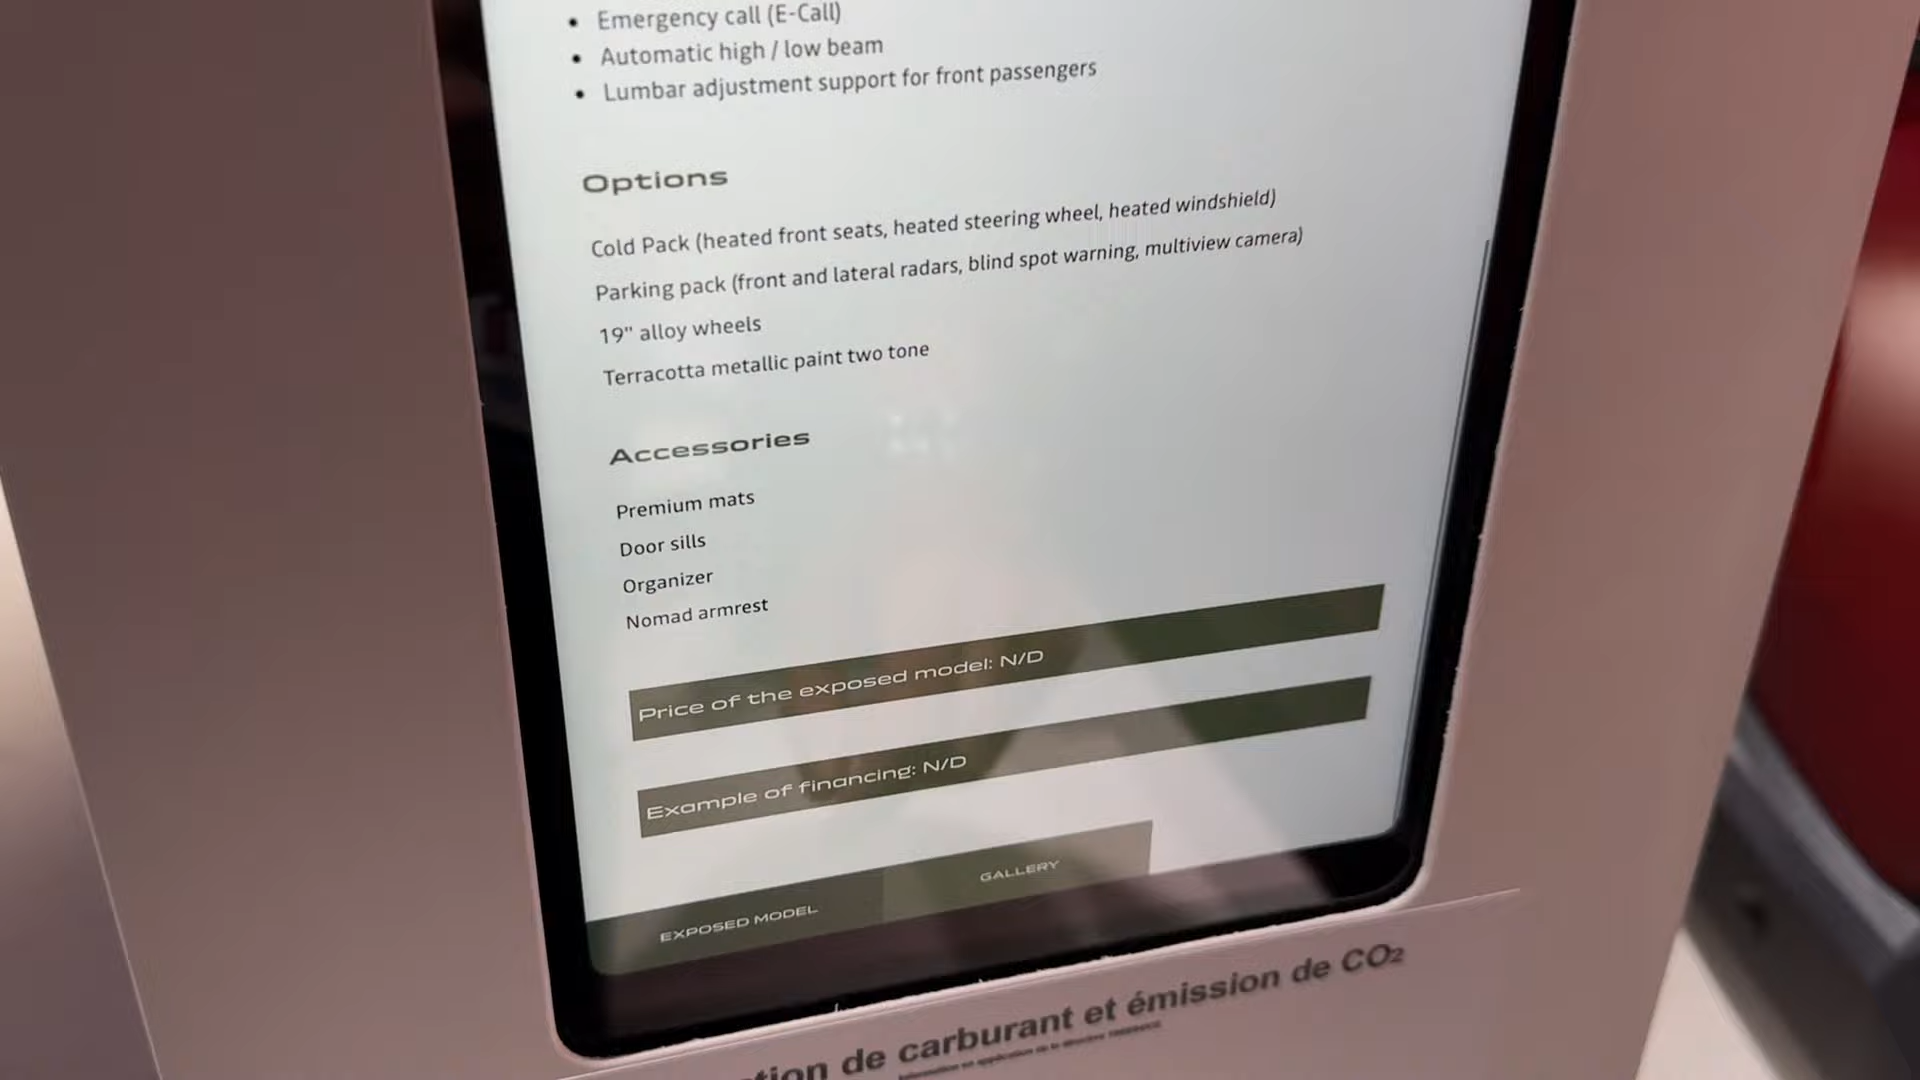 • Emergency call (E-Call)
• Automatic high / low beam
• Lumbar adjustment support for front passengers
Options
Cold Pack (heated front seats, heated steering wheel, heated windshield)
Parking pack (front and lateral radars, blind spot warning, multiview camera)
19" alloy wheels
Terracotta metallic paint two tone
Accessories
Premium mats
Door sills
Organizer
Nomad armrest
Price of the exposed model: N/D
Example of financing: N/D
EXPOSED MODEL
GALLERY
tion de carburant et émission de CO2